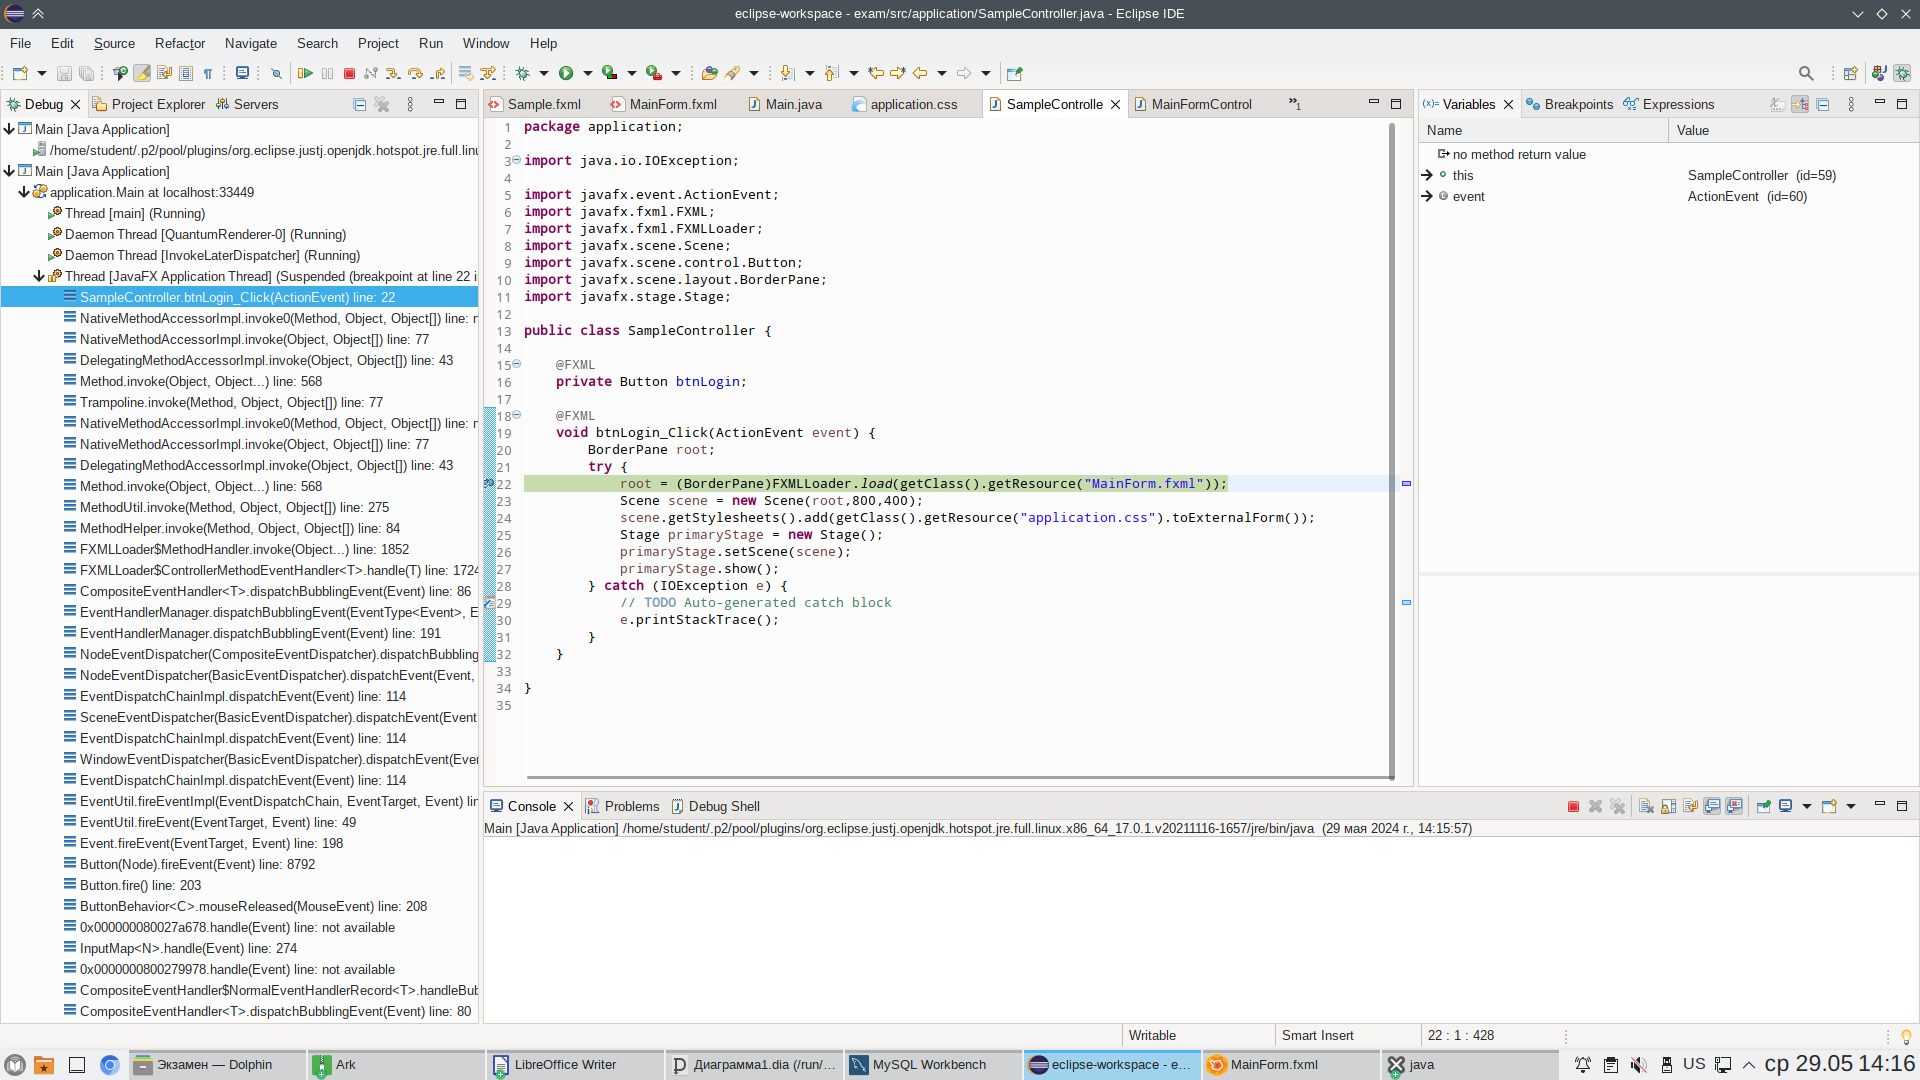 eclipse-workspace - exam/src/application/SampleController.java - Eclipse IDE
File Edit Source Refactor Navigate Search Project Run Window Help
Debug Project Explorer Servers
Main [Java Application]
/home/student/.p2/pool/plugins/org.eclipse.justj.openjdk.hotspot.jre.full.linu
Main [Java Application]
application.Main at localhost:33449
Thread [main] (Running)
Daemon Thread [QuantumRenderer-0] (Running)
Daemon Thread [InvokeLaterDispatcher] (Running)
Thread [JavaFX Application Thread] (Suspended (breakpoint at line 22 i
SampleController.btnLogin_Click(ActionEvent) line: 22
NativeMethodAccessorImpl.invoke0(Method, Object, Object[]) line: n
NativeMethodAccessorImpl.invoke(Object, Object[]) line: 77
DelegatingMethodAccessorImpl.invoke(Object, Object[]) line: 43
Method.invoke(Object, Object...) line: 568
Trampoline.invoke(Method, Object, Object[]) line: 77
NativeMethodAccessorImpl.invoke0(Method, Object, Object[]) line: n
NativeMethodAccessorImpl.invoke(Object, Object[]) line: 77
DelegatingMethodAccessorImpl.invoke(Object, Object[]) line: 43
Method.invoke(Object, Object...) line: 568
MethodUtil.invoke(Method, Object, Object[]) line: 275
MethodHelper.invoke(Method, Object, Object[]) line: 84
FXMLLoader$MethodHandler.invoke(Object...) line: 1852
FXMLLoader$ControllerMethodEventHandler<T>.handle(T) line: 1724
CompositeEventHandler<T>.dispatchBubblingEvent(Event) line: 86
EventHandlerManager.dispatchBubblingEvent(EventType<Event>, E
EventHandlerManager.dispatchBubblingEvent(Event) line: 191
NodeEventDispatcher(CompositeEventDispatcher).dispatchBubbling
NodeEventDispatcher(BasicEventDispatcher).dispatchEvent(Event,
EventDispatchChainImpl.dispatchEvent(Event) line: 114
SceneEventDispatcher(BasicEventDispatcher).dispatchEvent(Event
EventDispatchChainImpl.dispatchEvent(Event) line: 114
WindowEventDispatcher(BasicEventDispatcher).dispatchEvent(Ever
EventDispatchChainImpl.dispatchEvent(Event) line: 114
EventUtil.fireEventImpl(EventDispatchChain, EventTarget, Event) lin
EventUtil.fireEvent(EventTarget, Event) line: 49
Event.fireEvent(EventTarget, Event) line: 198
Button(Node).fireEvent(Event) line: 8792
Button.fire() line: 203
ButtonBehavior<C>.mouseReleased(MouseEvent) line: 208
0x000000080027a678.handle(Event) line: not available
InputMap<N>.handle(Event) line: 274
0x0000000800279978.handle(Event) line: not available
CompositeEventHandler$NormalEventHandlerRecord<T>.handleBub
CompositeEventHandler<T>.dispatchBubblingEvent(Event) line: 80
Sample.fxml MainForm.fxml Main.java application.css SampleControlle MainFormControl »1
1 package application;
2
3 import java.io.IOException;
4
5 import javafx.event.ActionEvent;
6 import javafx.fxml.FXML;
7 import javafx.fxml.FXMLLoader;
8 import javafx.scene.Scene;
9 import javafx.scene.control.Button;
10 import javafx.scene.layout.BorderPane;
11 import javafx.stage.Stage;
12
13 public class SampleController {
14
15 @FXML
16 private Button btnLogin;
17
18 @FXML
19 void btnLogin_Click(ActionEvent event) {
20 BorderPane root;
21 try {
22 root = (BorderPane)FXMLLoader.load(getClass().getResource("MainForm.fxml"));
23 Scene scene = new Scene(root,800,400);
24 scene.getStylesheets().add(getClass().getResource("application.css").toExternalForm());
25 Stage primaryStage = new Stage();
26 primaryStage.setScene(scene);
27 primaryStage.show();
28 } catch (IOException e) {
29 // TODO Auto-generated catch block
30 e.printStackTrace();
31 }
32 }
33
34 }
35
(x)= Variables Breakpoints Expressions
Name Value
no method return value
this SampleController (id=59)
event ActionEvent (id=60)
Console Problems Debug Shell
Main [Java Application] /home/student/.p2/pool/plugins/org.eclipse.justj.openjdk.hotspot.jre.full.linux.x86_64_17.0.1.v20211116-1657/jre/bin/java (29 мая 2024 г., 14:15:57)
Writable Smart Insert 22 : 1 : 428
Экзамен — Dolphin Ark LibreOffice Writer Диаграмма1.dia (/run/... MySQL Workbench eclipse-workspace - e... MainForm.fxml java US ср 29.05 14:16